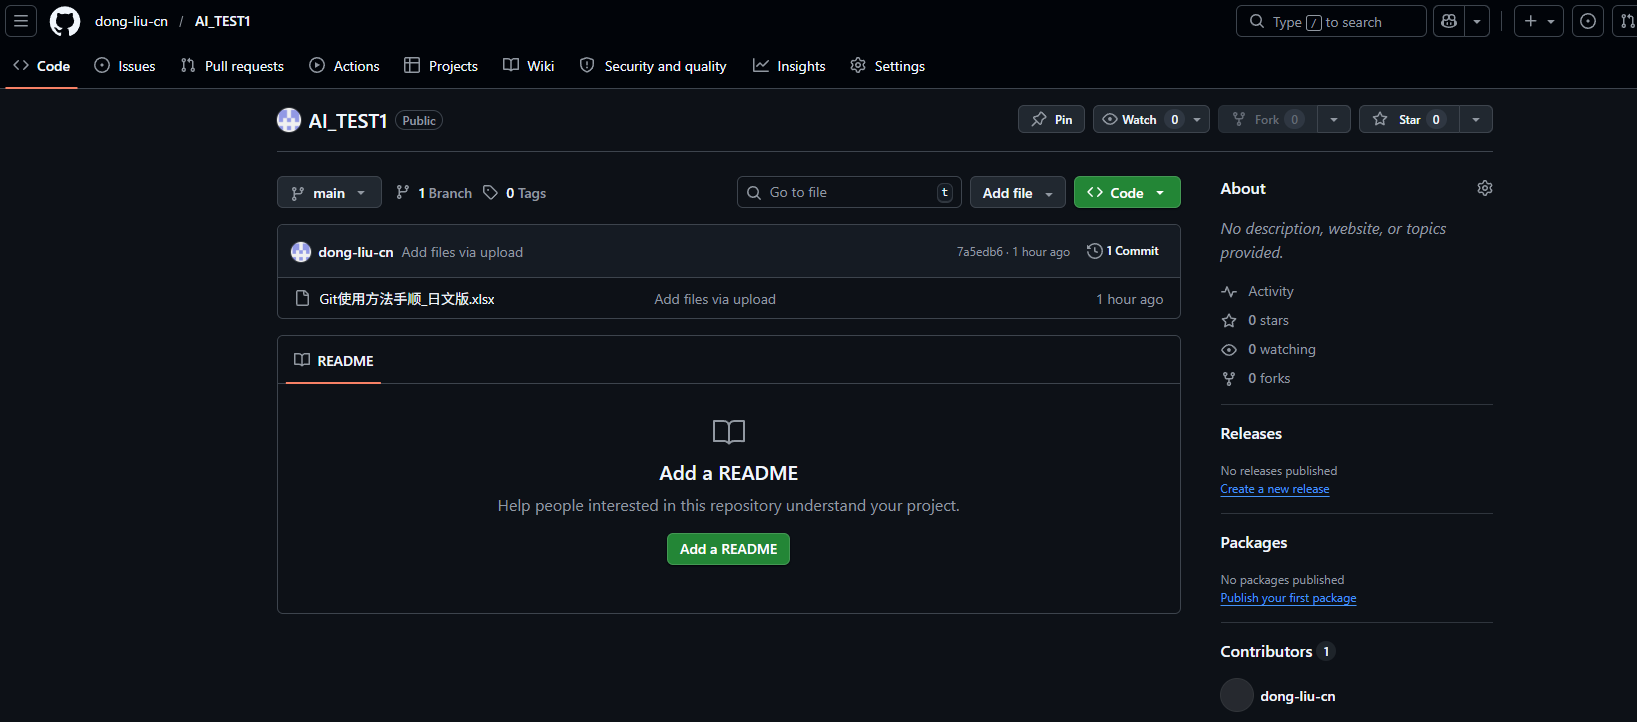 dong-liu-cn / AI_TEST1
Type / to search
Code Issues Pull requests Actions Projects Wiki Security and quality Insights Settings
AI_TEST1 Public
Pin Watch 0 Fork 0 Star 0
main 1 Branch 0 Tags
Go to file t Add file Code
dong-liu-cn Add files via upload 7a5edb6 · 1 hour ago 1 Commit
Git使用方法手顺_日文版.xlsx Add files via upload 1 hour ago
README
Add a README
Help people interested in this repository understand your project.
Add a README
About
No description, website, or topics
provided.
Activity
0 stars
0 watching
0 forks
Releases
No releases published
Create a new release
Packages
No packages published
Publish your first package
Contributors 1
dong-liu-cn